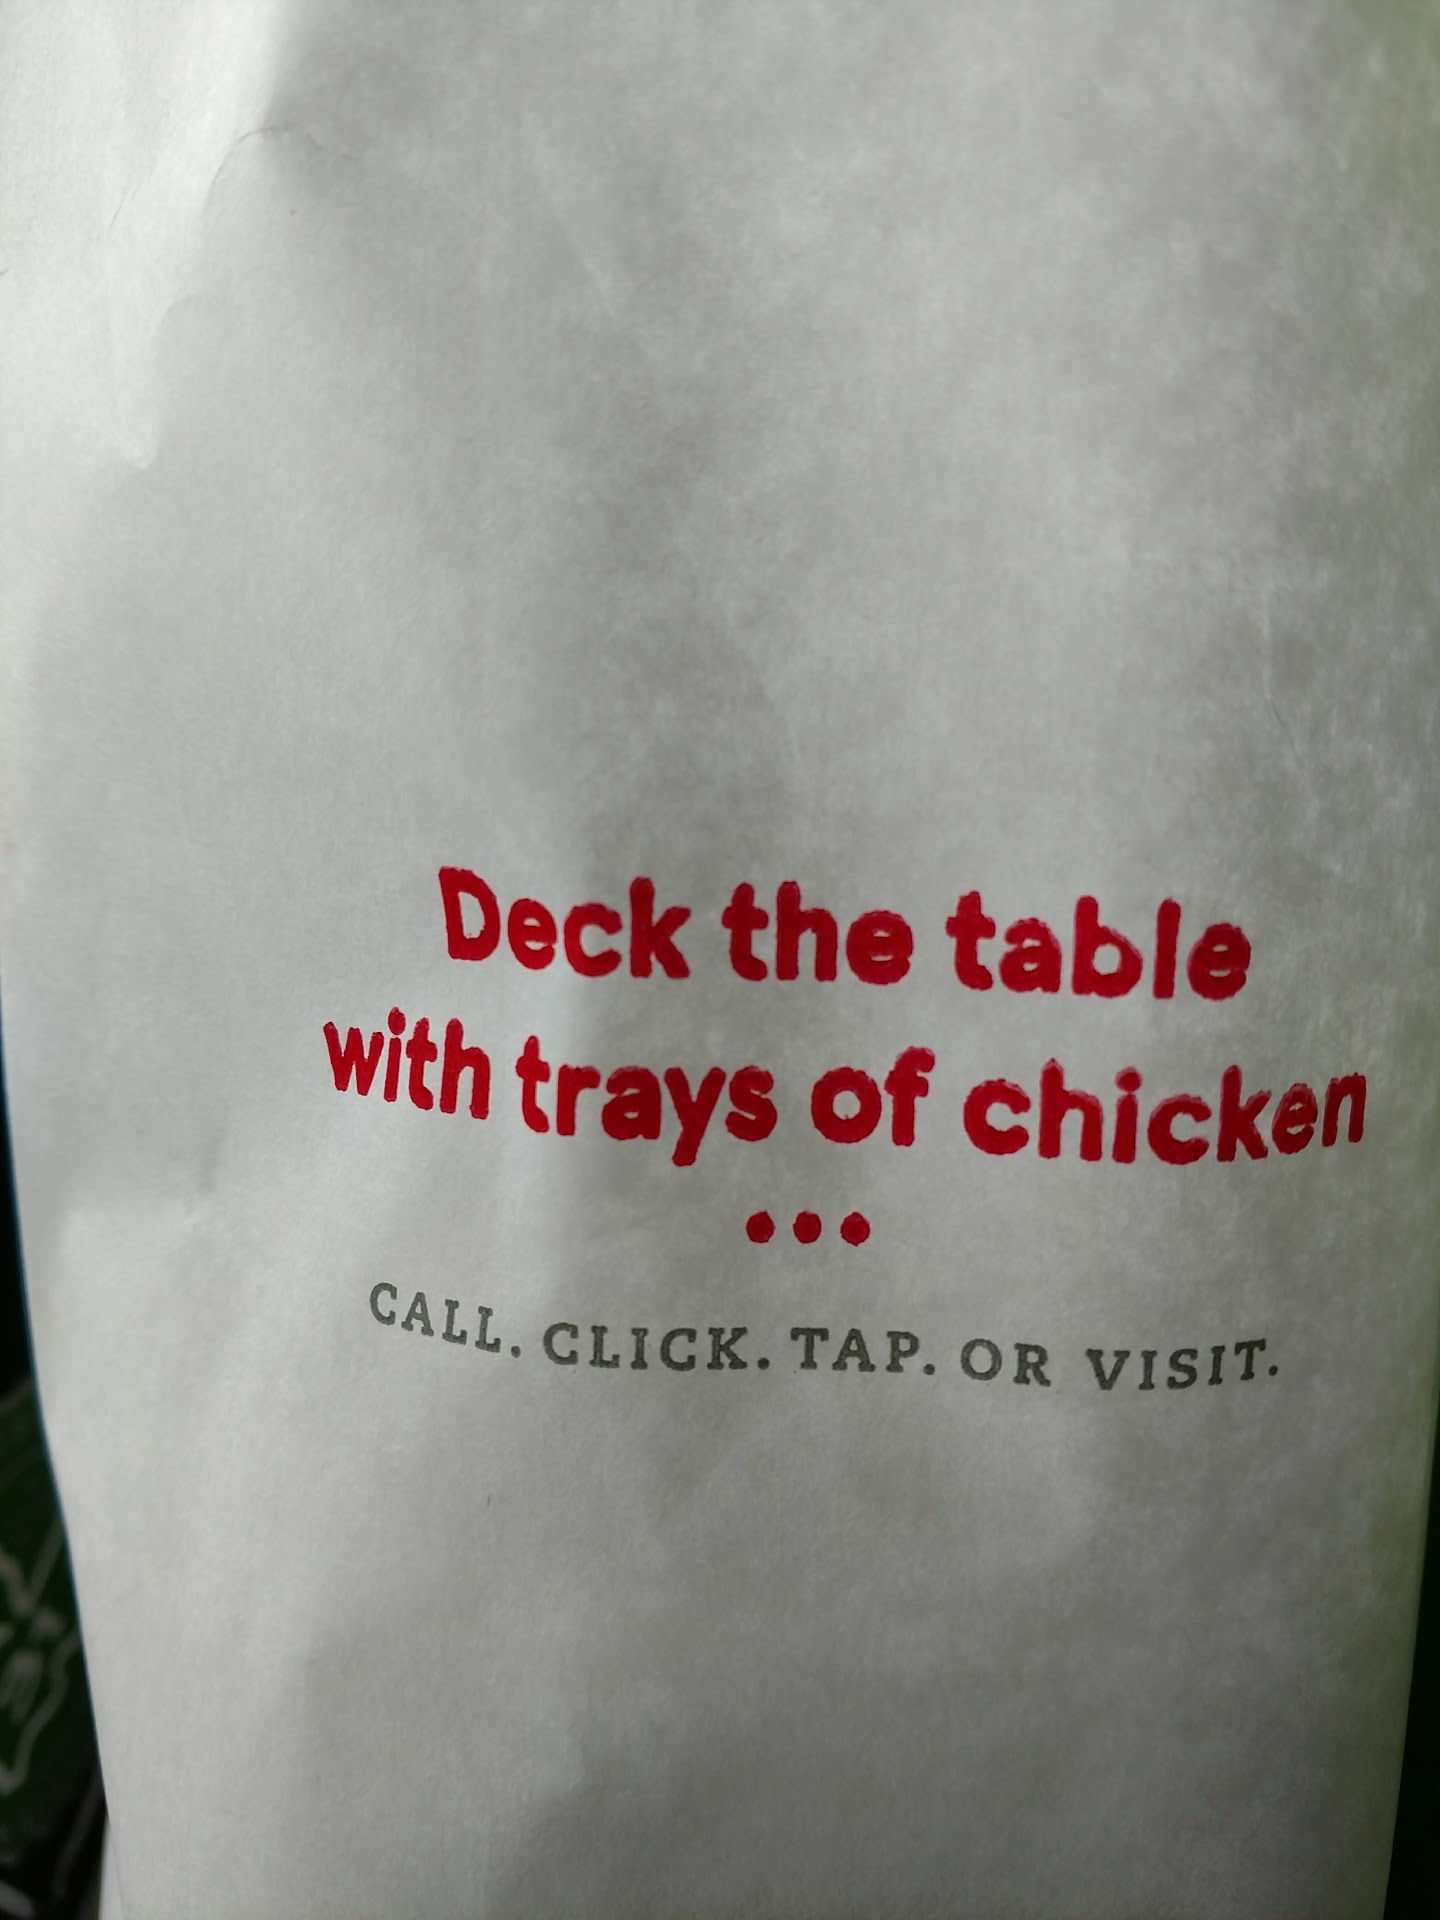 Deck the table
with trays of chicken
•••
CALL. CLICK. TAP. OR VISIT.